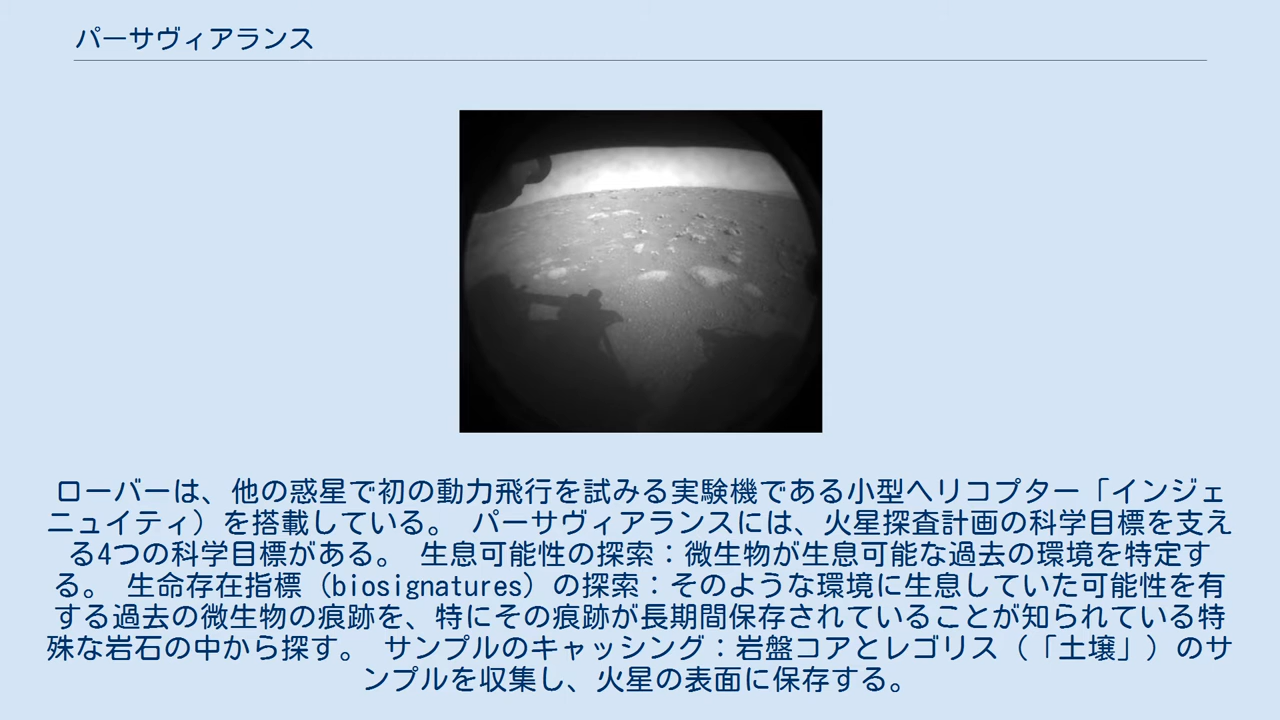 パーサヴィアランス
ローバーは、他の惑星で初の動力飛行を試みる実験機である小型ヘリコプター「インジェ
ニュイティ）を搭載している。 パーサヴィアランスには、火星探査計画の科学目標を支え
る4つの科学目標がある。 生息可能性の探索：微生物が生息可能な過去の環境を特定す
る。 生命存在指標（biosignatures）の探索：そのような環境に生息していた可能性を有
する過去の微生物の痕跡を、特にその痕跡が長期間保存されていることが知られている特
殊な岩石の中から探す。 サンプルのキャッシング：岩盤コアとレゴリス（「土壌」）のサ
ンプルを収集し、火星の表面に保存する。